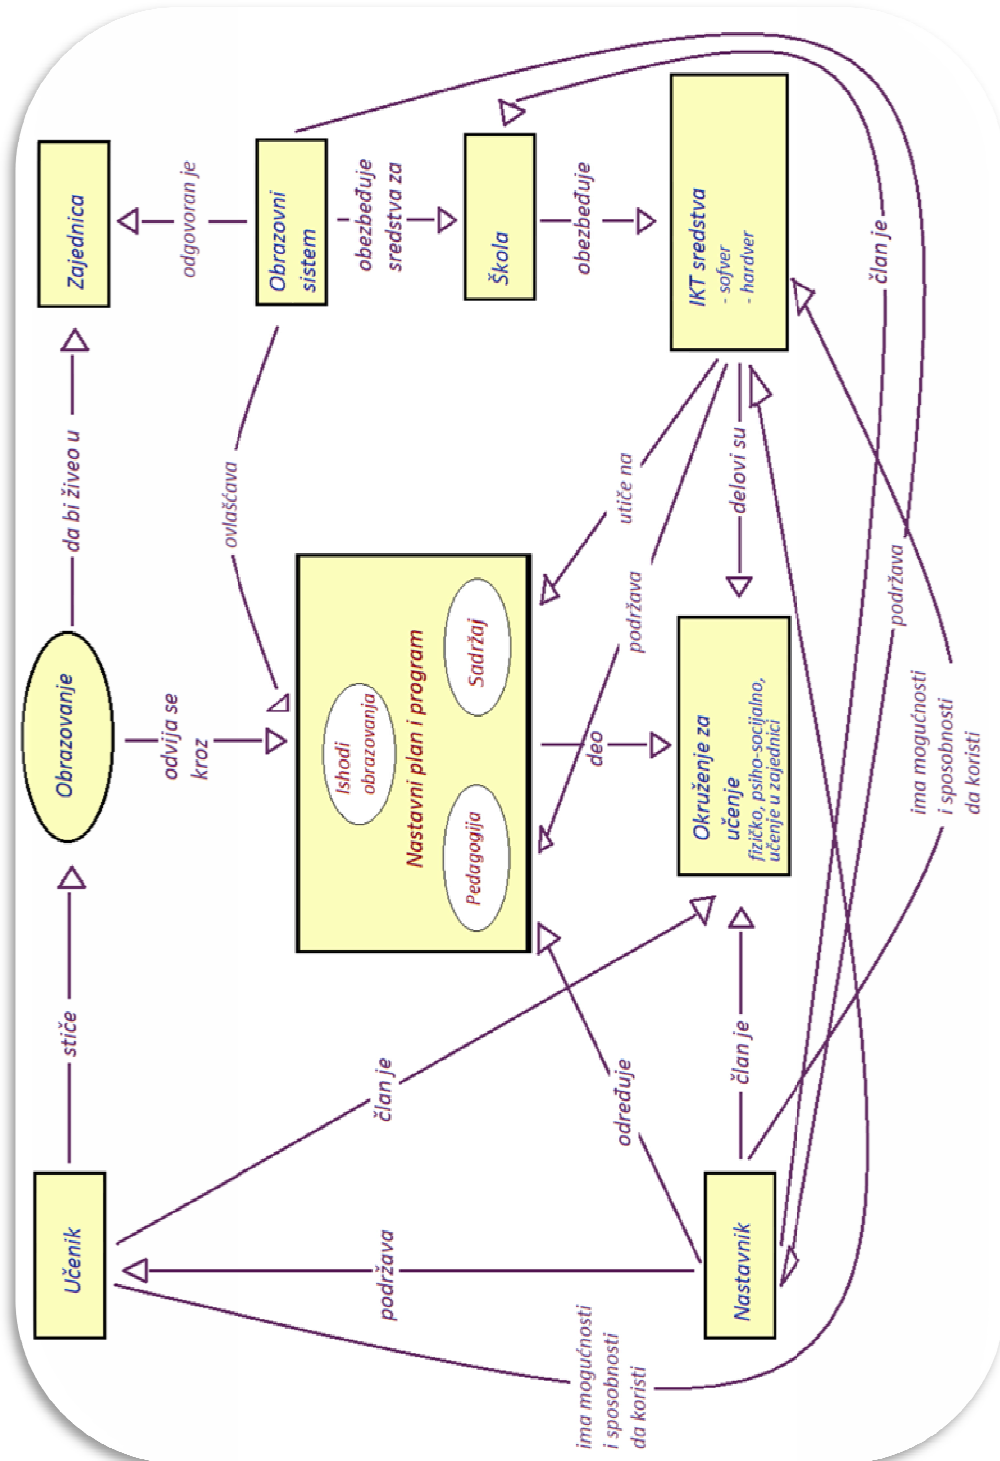 Učenik
stiče
Obrazovanje
da bi živeo u
Zajednica
odvija se
kroz
odgovoran je
ovlašćava
Obrazovni
sistem
Ishodi
obrazovanja
Nastavni plan i program
Pedagogija
Sadržaj
obezbeđuje
sredstva za
Škola
podržava
član je
obezbeđuje
ima mogućnosti
i sposobnosti
da koristi
određuje
deo
podržava
utiče na
Nastavnik
član je
Okruženje za
učenje
fizičko, psiho-socijalno,
učenje u zajednici
delovi su
IKT sredstva
- sofver
- hardver
podržava
član je
ima mogućnosti
i sposobnosti
da koristi